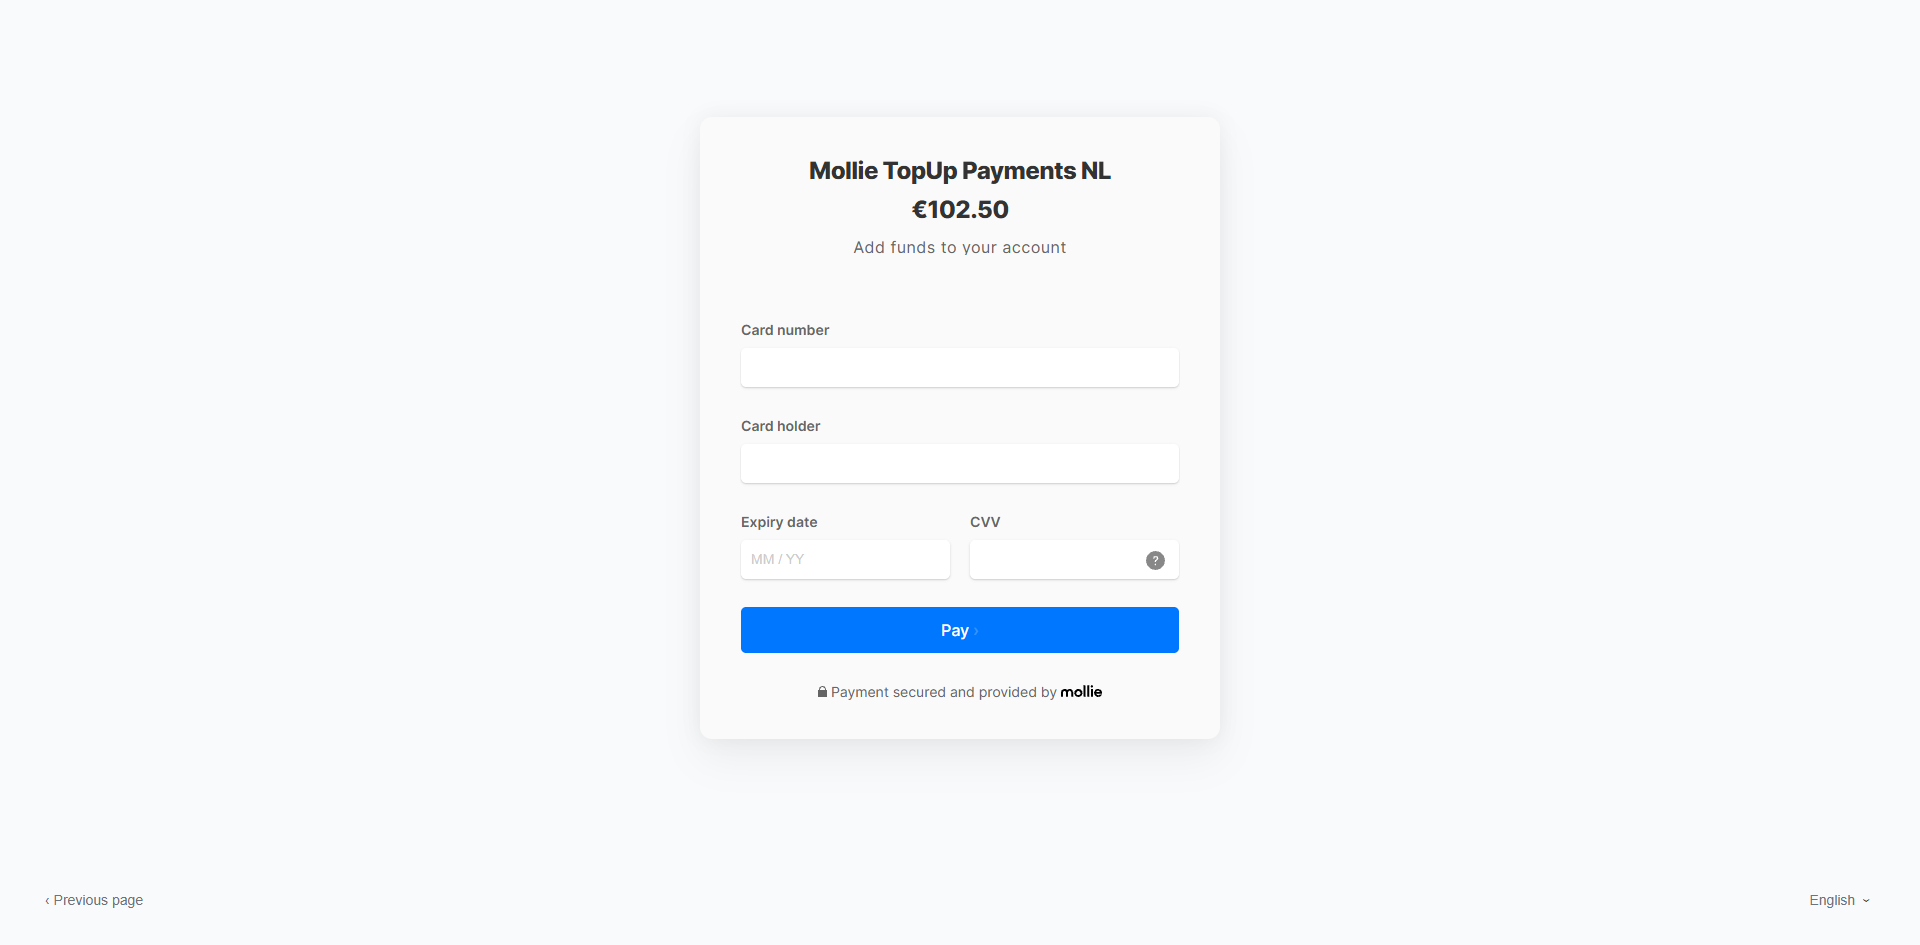 Mollie TopUp Payments NL
€102.50
Add funds to your account
Card number
Card holder
Expiry date CVV
MM / YY ?
Pay ›
Payment secured and provided by mollie
‹ Previous page English